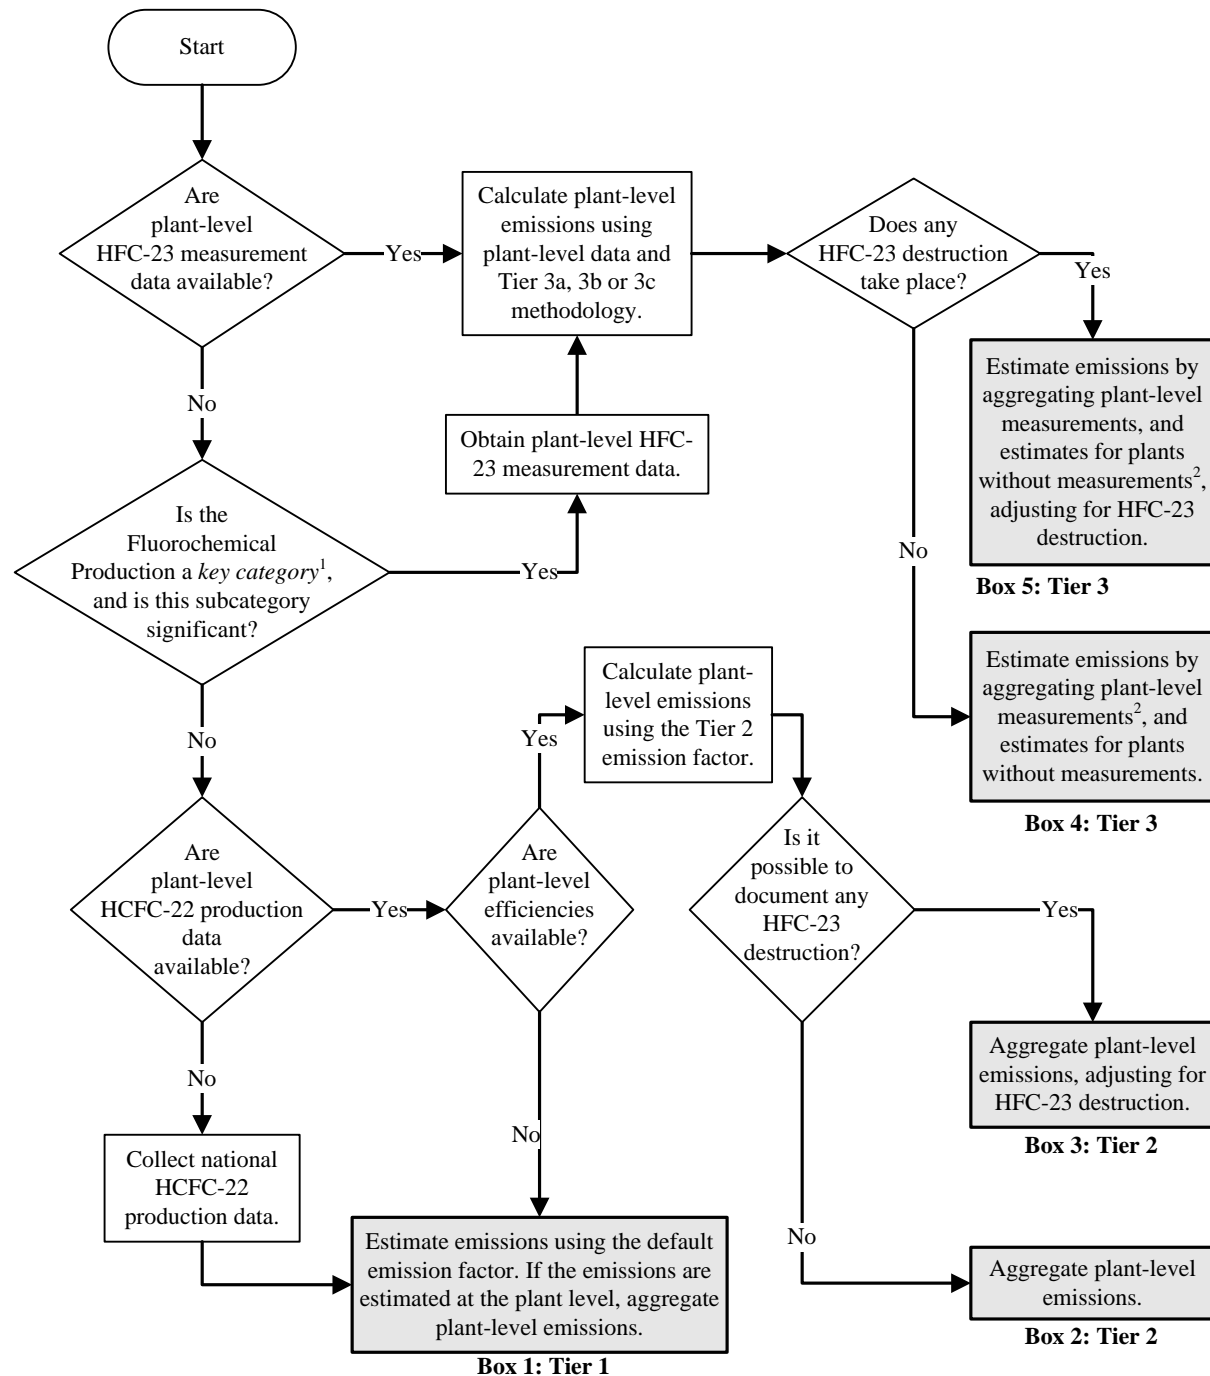 Start
Are
plant-level
HFC-23 measurement
data available?
Yes
Calculate plant-level
emissions using
plant-level data and
Tier 3a, 3b or 3c
methodology.
Does any
HFC-23 destruction
take place?
Yes
Estimate emissions by
aggregating plant-level
measurements, and
estimates for plants
without measurements²,
adjusting for HFC-23
destruction.
Box 5: Tier 3
No
Estimate emissions by
aggregating plant-level
measurements², and
estimates for plants
without measurements.
Box 4: Tier 3
No
Obtain plant-level HFC-
23 measurement data.
Is the
Fluorochemical
Production a key category¹,
and is this subcategory
significant?
Yes
No
Are
plant-level
HCFC-22 production
data
available?
Yes
Are
plant-level
efficiencies
available?
Yes
Calculate plant-
level emissions
using the Tier 2
emission factor.
Is it
possible to
document any
HFC-23
destruction?
Yes
Aggregate plant-level
emissions, adjusting for
HFC-23 destruction.
Box 3: Tier 2
No
Aggregate plant-level
emissions.
Box 2: Tier 2
No
Collect national
HCFC-22
production data.
No
Estimate emissions using the default
emission factor. If the emissions are
estimated at the plant level, aggregate
plant-level emissions.
Box 1: Tier 1